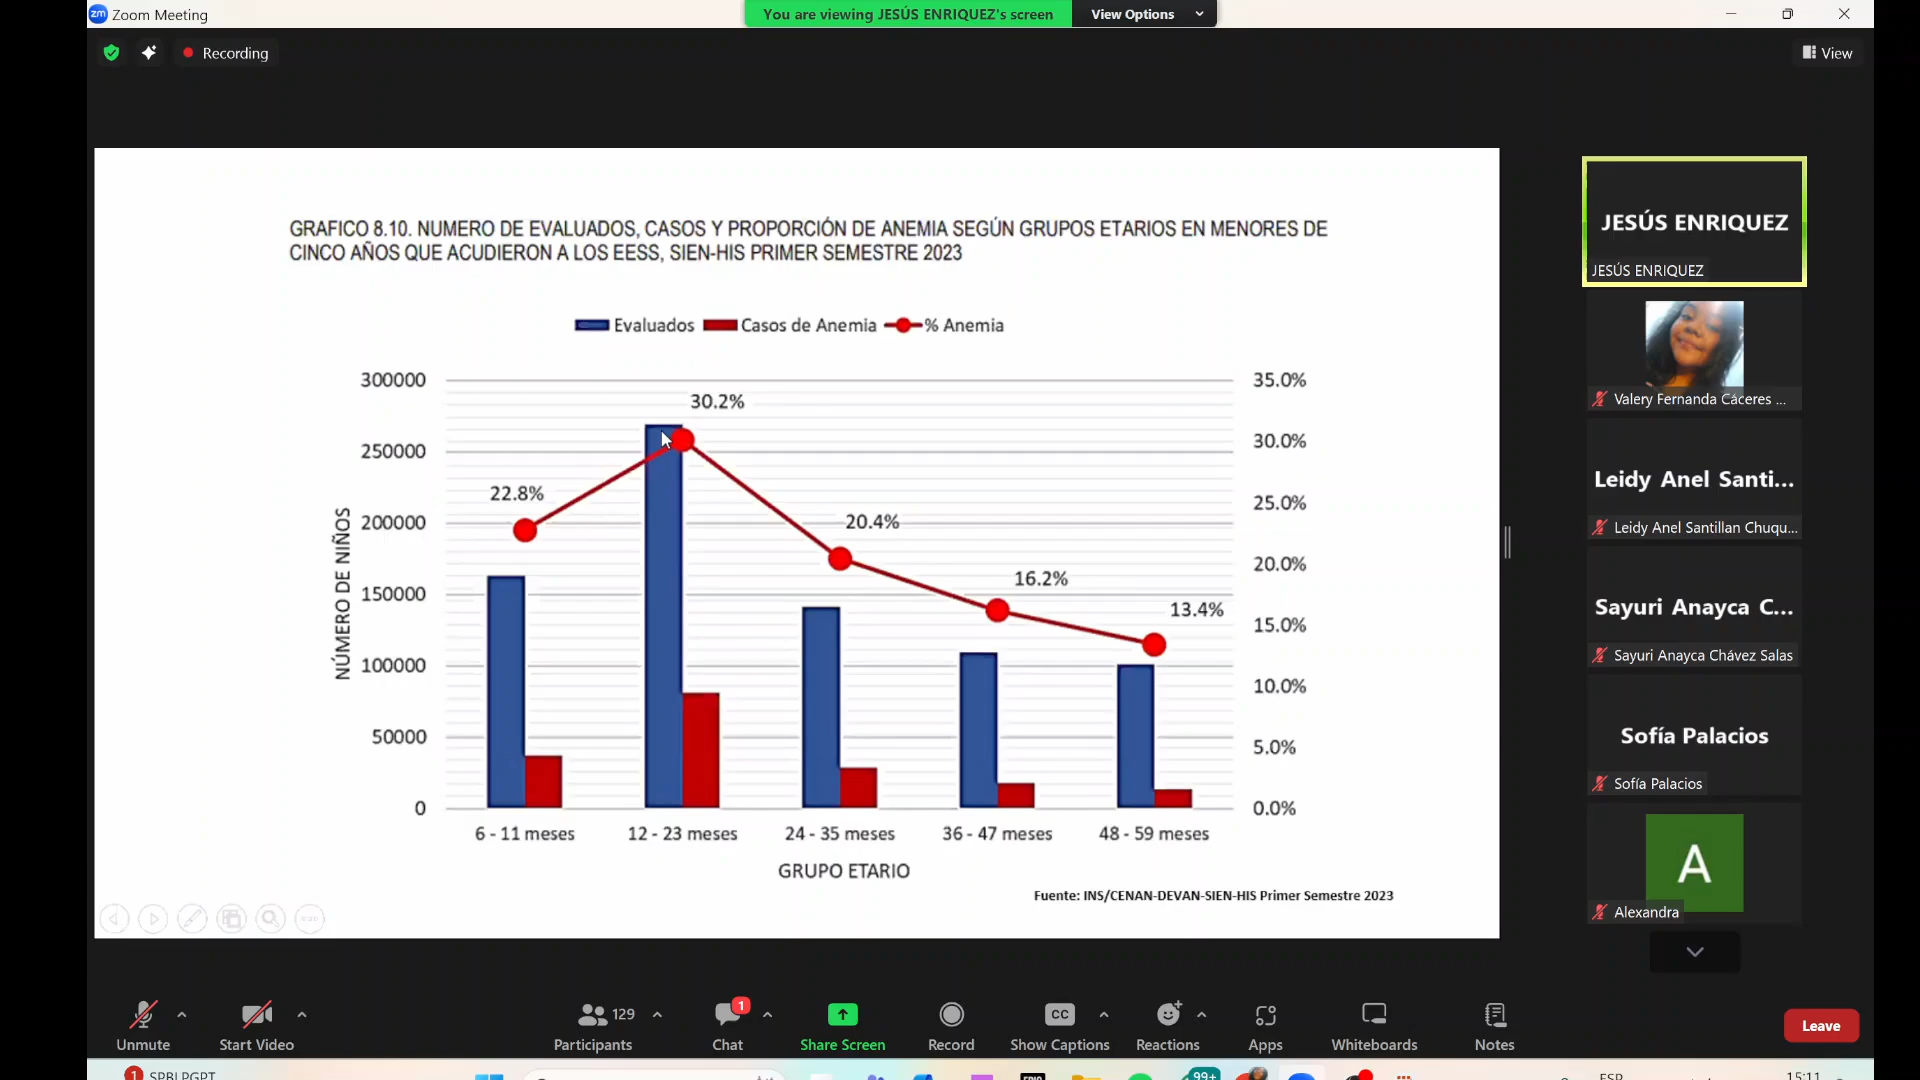 Zoom Meeting
You are viewing JESÚS ENRIQUEZ's screen
View Options
Recording
View
GRAFICO 8.10. NUMERO DE EVALUADOS, CASOS Y PROPORCIÓN DE ANEMIA SEGÚN GRUPOS ETARIOS EN MENORES DE
CINCO AÑOS QUE ACUDIERON A LOS EESS, SIEN-HIS PRIMER SEMESTRE 2023
Evaluados Casos de Anemia % Anemia
NÚMERO DE NIÑOS
300000
250000
200000
150000
100000
50000
0
22.8%
30.2%
20.4%
16.2%
13.4%
35.0%
30.0%
25.0%
20.0%
15.0%
10.0%
5.0%
0.0%
6 - 11 meses 12 - 23 meses 24 - 35 meses 36 - 47 meses 48 - 59 meses
GRUPO ETARIO
Fuente: INS/CENAN-DEVAN-SIEN-HIS Primer Semestre 2023
JESÚS ENRIQUEZ
JESÚS ENRIQUEZ
Valery Fernanda Cáceres ...
Leidy Anel Santi...
Leidy Anel Santillan Chuqu...
Sayuri Anayca C...
Sayuri Anayca Chávez Salas
Sofía Palacios
Sofía Palacios
A
Alexandra
Unmute
Start Video
129
Participants
1
Chat
Share Screen
Record
CC
Show Captions
Reactions
Apps
Whiteboards
Notes
Leave
1
SPBLPGPT
99+
ESP
15:11